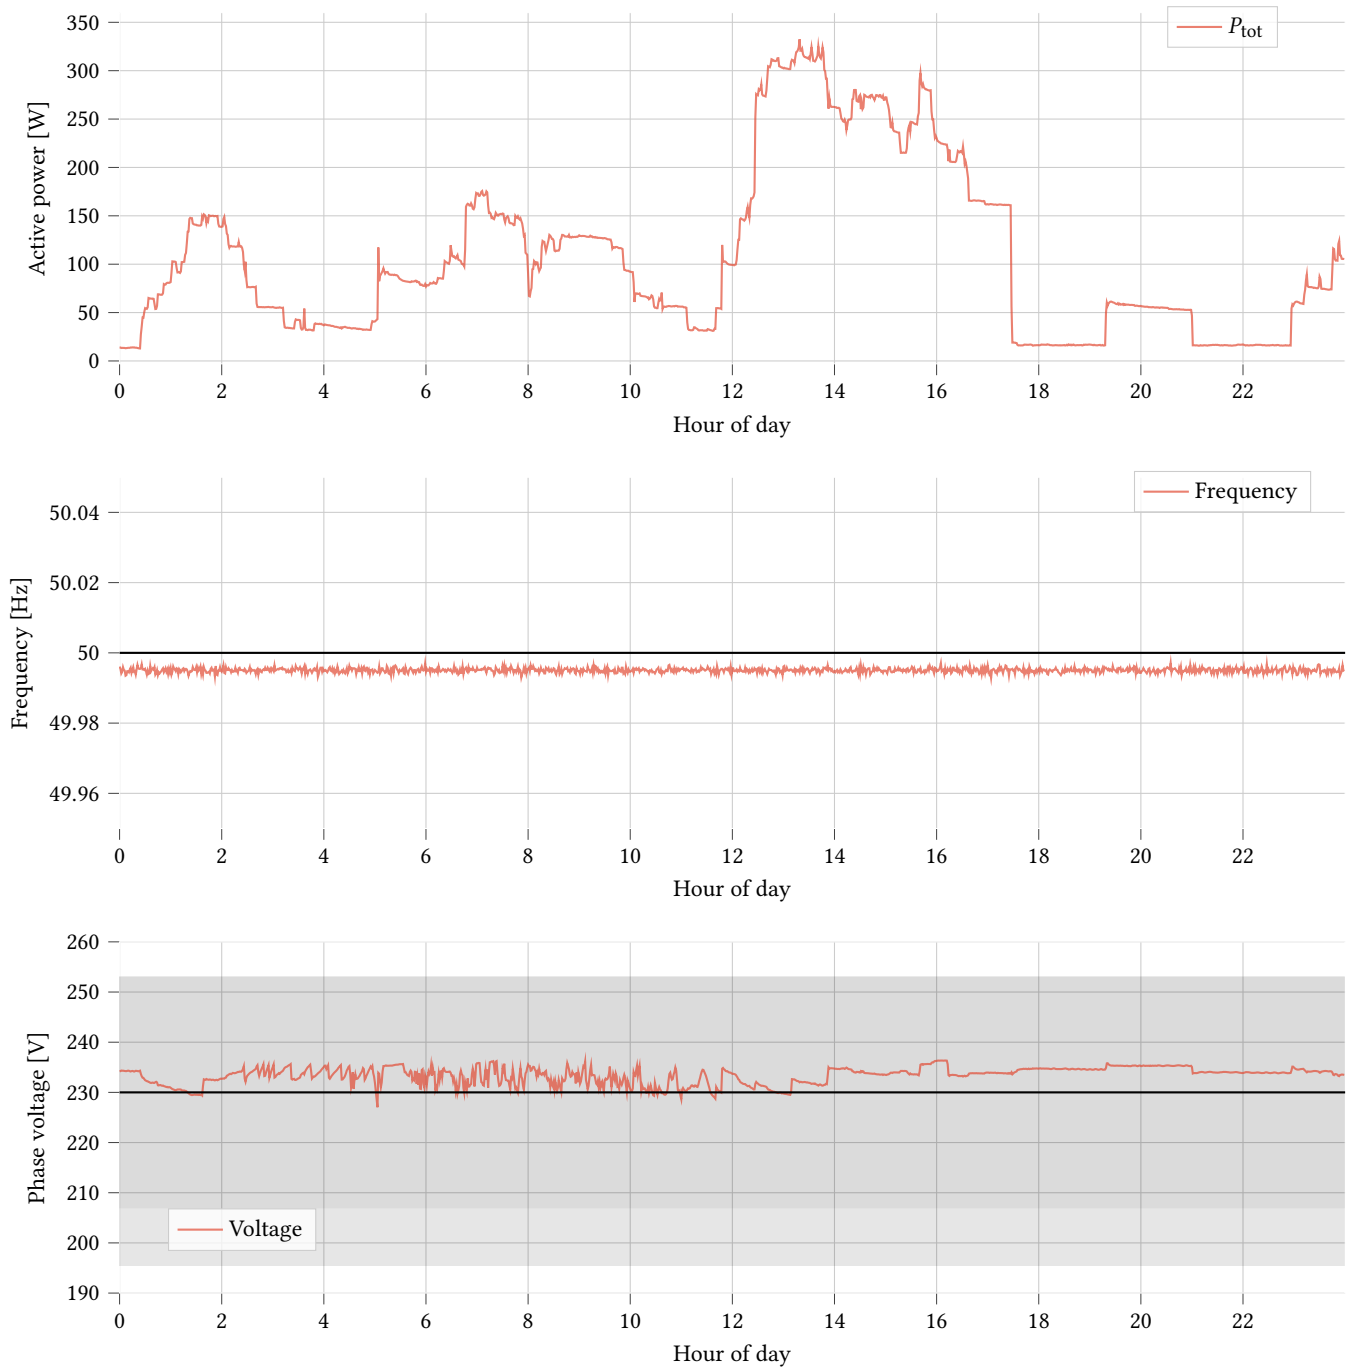 P_tot
350
300
250
200
150
100
50
0
Active power [W]
0 2 4 6 8 10 12 14 16 18 20 22
Hour of day
Frequency
50.04
50.02
50
49.98
49.96
Frequency [Hz]
0 2 4 6 8 10 12 14 16 18 20 22
Hour of day
260
250
240
230
220
210
200
190
Phase voltage [V]
Voltage
0 2 4 6 8 10 12 14 16 18 20 22
Hour of day